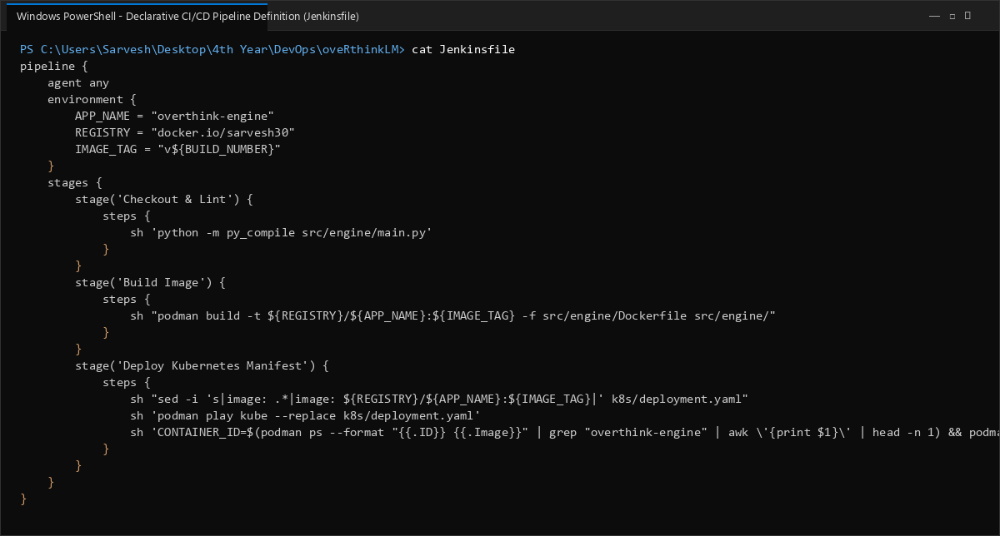 Windows PowerShell - Declarative CI/CD Pipeline Definition (Jenkinsfile)
PS C:\Users\Sarvesh\Desktop\4th Year\DevOps\oveRthinkLM> cat Jenkinsfile
pipeline {
    agent any
    environment {
        APP_NAME = "overthink-engine"
        REGISTRY = "docker.io/sarvesh30"
        IMAGE_TAG = "v${BUILD_NUMBER}"
    }
    stages {
        stage('Checkout & Lint') {
            steps {
                sh 'python -m py_compile src/engine/main.py'
            }
        }
        stage('Build Image') {
            steps {
                sh "podman build -t ${REGISTRY}/${APP_NAME}:${IMAGE_TAG} -f src/engine/Dockerfile src/engine/"
            }
        }
        stage('Deploy Kubernetes Manifest') {
            steps {
                sh "sed -i 's|image: .*|image: ${REGISTRY}/${APP_NAME}:${IMAGE_TAG}|' k8s/deployment.yaml"
                sh 'podman play kube --replace k8s/deployment.yaml'
                sh 'CONTAINER_ID=$(podman ps --format "{{.ID}} {{.Image}}" | grep "overthink-engine" | awk \'{print $1}\' | head -n 1) && podma
            }
        }
    }
}